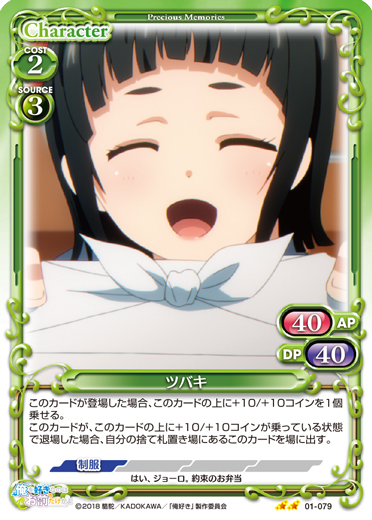 Precious Memories
Character
COST
2
SOURCE
3
40 AP
DP 40
ツバキ
このカードが登場した場合、このカードの上に+10/+10コインを1個
乗せる。
このカードが、このカードの上に+10/+10コインが乗っている状態
で退場した場合、自分の捨て札置き場にあるこのカードを場に出す。
制服
はい、ジョーロ。約束のお弁当
©2018 駱駝/KADOKAWA/「俺好き」製作委員会
01-079